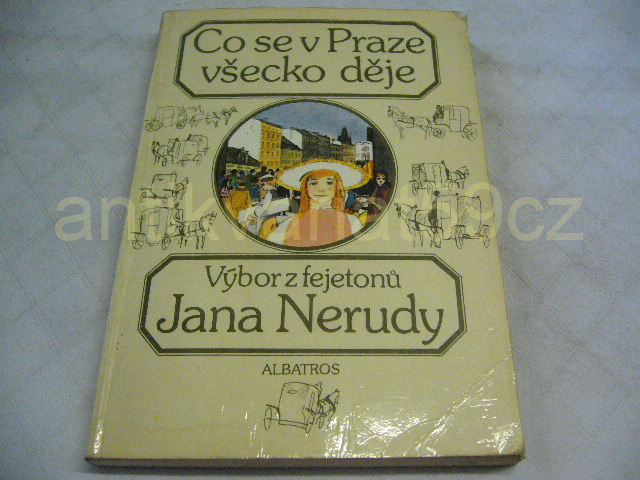 Co se v Praze
všecko děje
Výbor z fejetonů
Jana Nerudy
ALBATROS